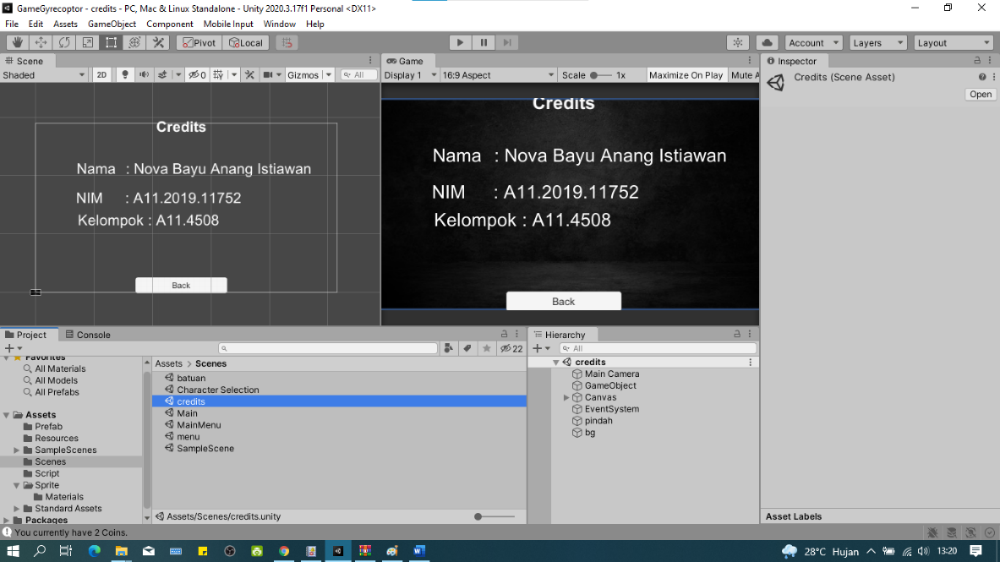 GameGyrecoptor - credits - PC, Mac & Linux Standalone - Unity 2020.3.17f1 Personal <DX11>
File Edit Assets GameObject Component Mobile Input Window Help
Pivot Local Account Layers Layout
Scene
Shaded 2D 0 Gizmos All
Credits
Nama : Nova Bayu Anang Istiawan
NIM : A11.2019.11752
Kelompok : A11.4508
Back
Game
Display 1 16:9 Aspect Scale 1x Maximize On Play Mute A
Credits
Nama : Nova Bayu Anang Istiawan
NIM : A11.2019.11752
Kelompok : A11.4508
Back
Inspector
Credits (Scene Asset)
Open
Asset Labels
Project Console
22
Favorites
All Materials
All Models
All Prefabs
Assets
Prefab
Resources
SampleScenes
Scenes
Script
Sprite
Materials
Standard Assets
Packages
Assets > Scenes
batuan
Character Selection
credits
Main
MainMenu
menu
SampleScene
Assets/Scenes/credits.unity
Hierarchy
All
credits
Main Camera
GameObject
Canvas
EventSystem
pindah
bg
You currently have 2 Coins.
28°C Hujan 13:20